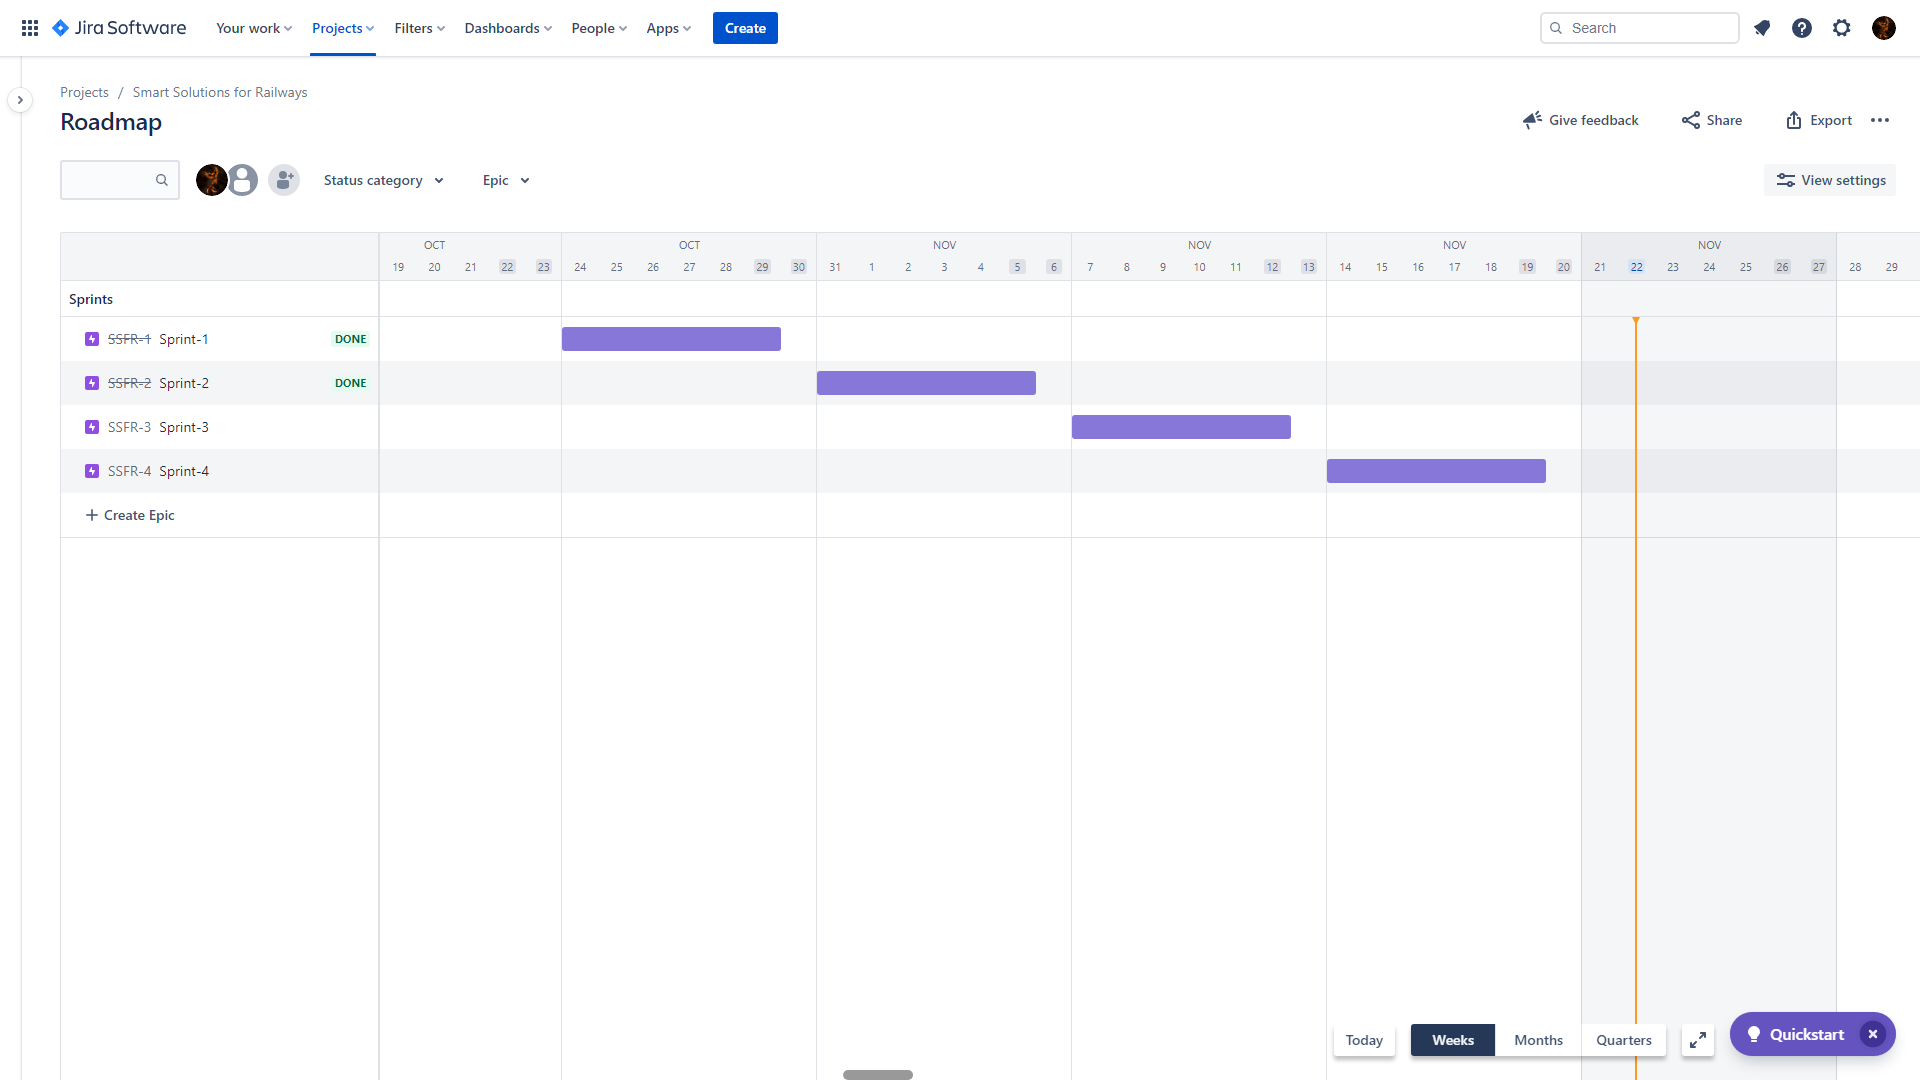 Jira Software Your work Projects Filters Dashboards People Apps Create Search
Projects / Smart Solutions for Railways
Roadmap
Give feedback Share Export
Status category Epic View settings
OCT OCT NOV NOV NOV NOV
19 20 21 22 23 24 25 26 27 28 29 30 31 1 2 3 4 5 6 7 8 9 10 11 12 13 14 15 16 17 18 19 20 21 22 23 24 25 26 27 28 29
Sprints
SSFR-1 Sprint-1 DONE
SSFR-2 Sprint-2 DONE
SSFR-3 Sprint-3
SSFR-4 Sprint-4
+ Create Epic
Today Weeks Months Quarters Quickstart